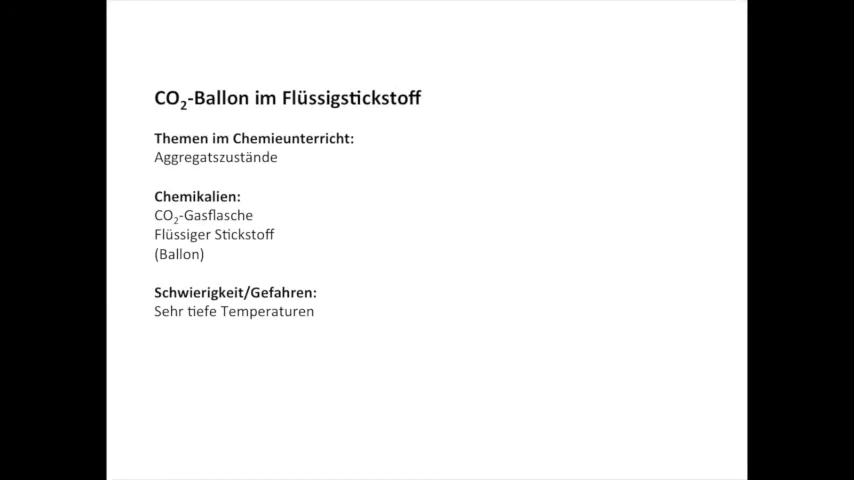 CO₂-Ballon im Flüssigstickstoff
Themen im Chemieunterricht:
Aggregatszustände
Chemikalien:
CO₂-Gasflasche
Flüssiger Stickstoff
(Ballon)
Schwierigkeit/Gefahren:
Sehr tiefe Temperaturen